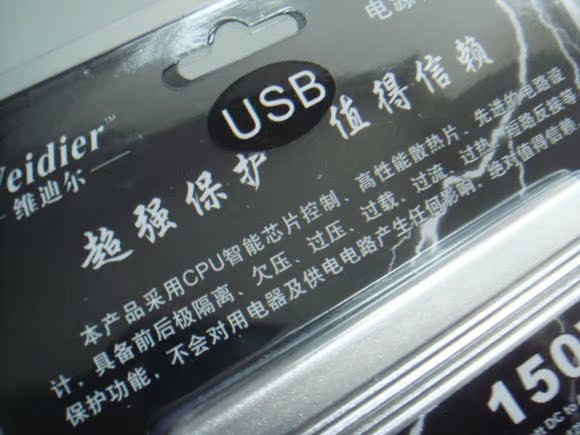 电源
USB
Veidier™
维迪尔
超强保护 值得信赖
本产品采用CPU智能芯片控制、高性能散热片、先进的电路设
计，具备前后极隔离、欠压、过压、过载、过流、过热、短路反接等
保护功能，不会对用电器及供电电路产生任何影响，绝对值得信赖
150
DC to